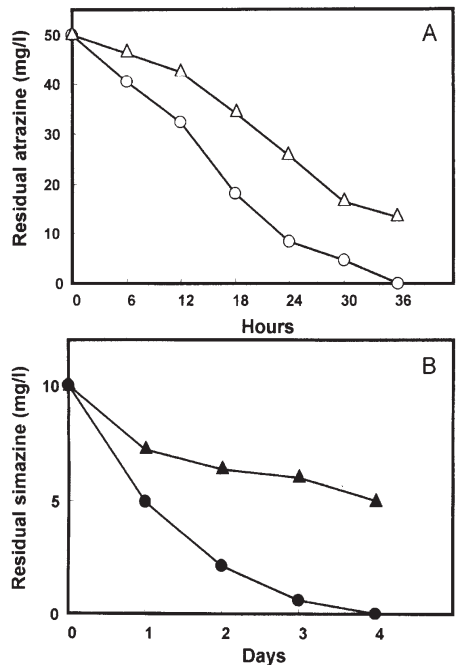 A
Residual atrazine (mg/l)
50
40
30
20
10
0
0 6 12 18 24 30 36
Hours
B
Residual simazine (mg/l)
10
5
0
0 1 2 3 4
Days